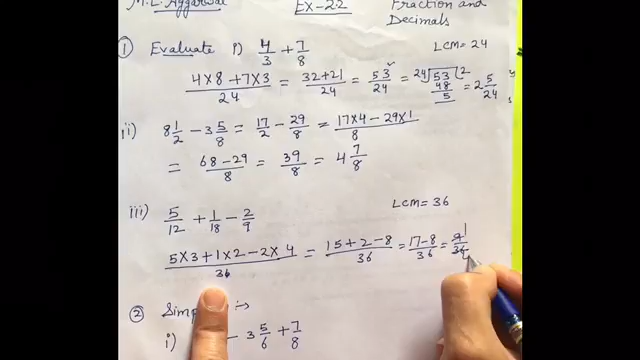 M.L. Aggarwal Ex-22 Fraction and Decimals
① Evaluate i) 4/3 + 7/8 LCM = 24
(4×8 + 7×3)/24 = (32+21)/24 = 53/24 = 24)53(2 48 5 = 2 5/24
ii) 8 1/2 - 3 5/8 = 17/2 - 29/8 = (17×4 - 29×1)/8
= (68-29)/8 = 39/8 = 4 7/8
iii) 5/12 + 1/18 - 2/9 LCM = 36
(5×3 + 1×2 - 2×4)/36 = (15+2-8)/36 = (17-8)/36 = 9/36 1
②
i) - 3 5/6 + 7/8